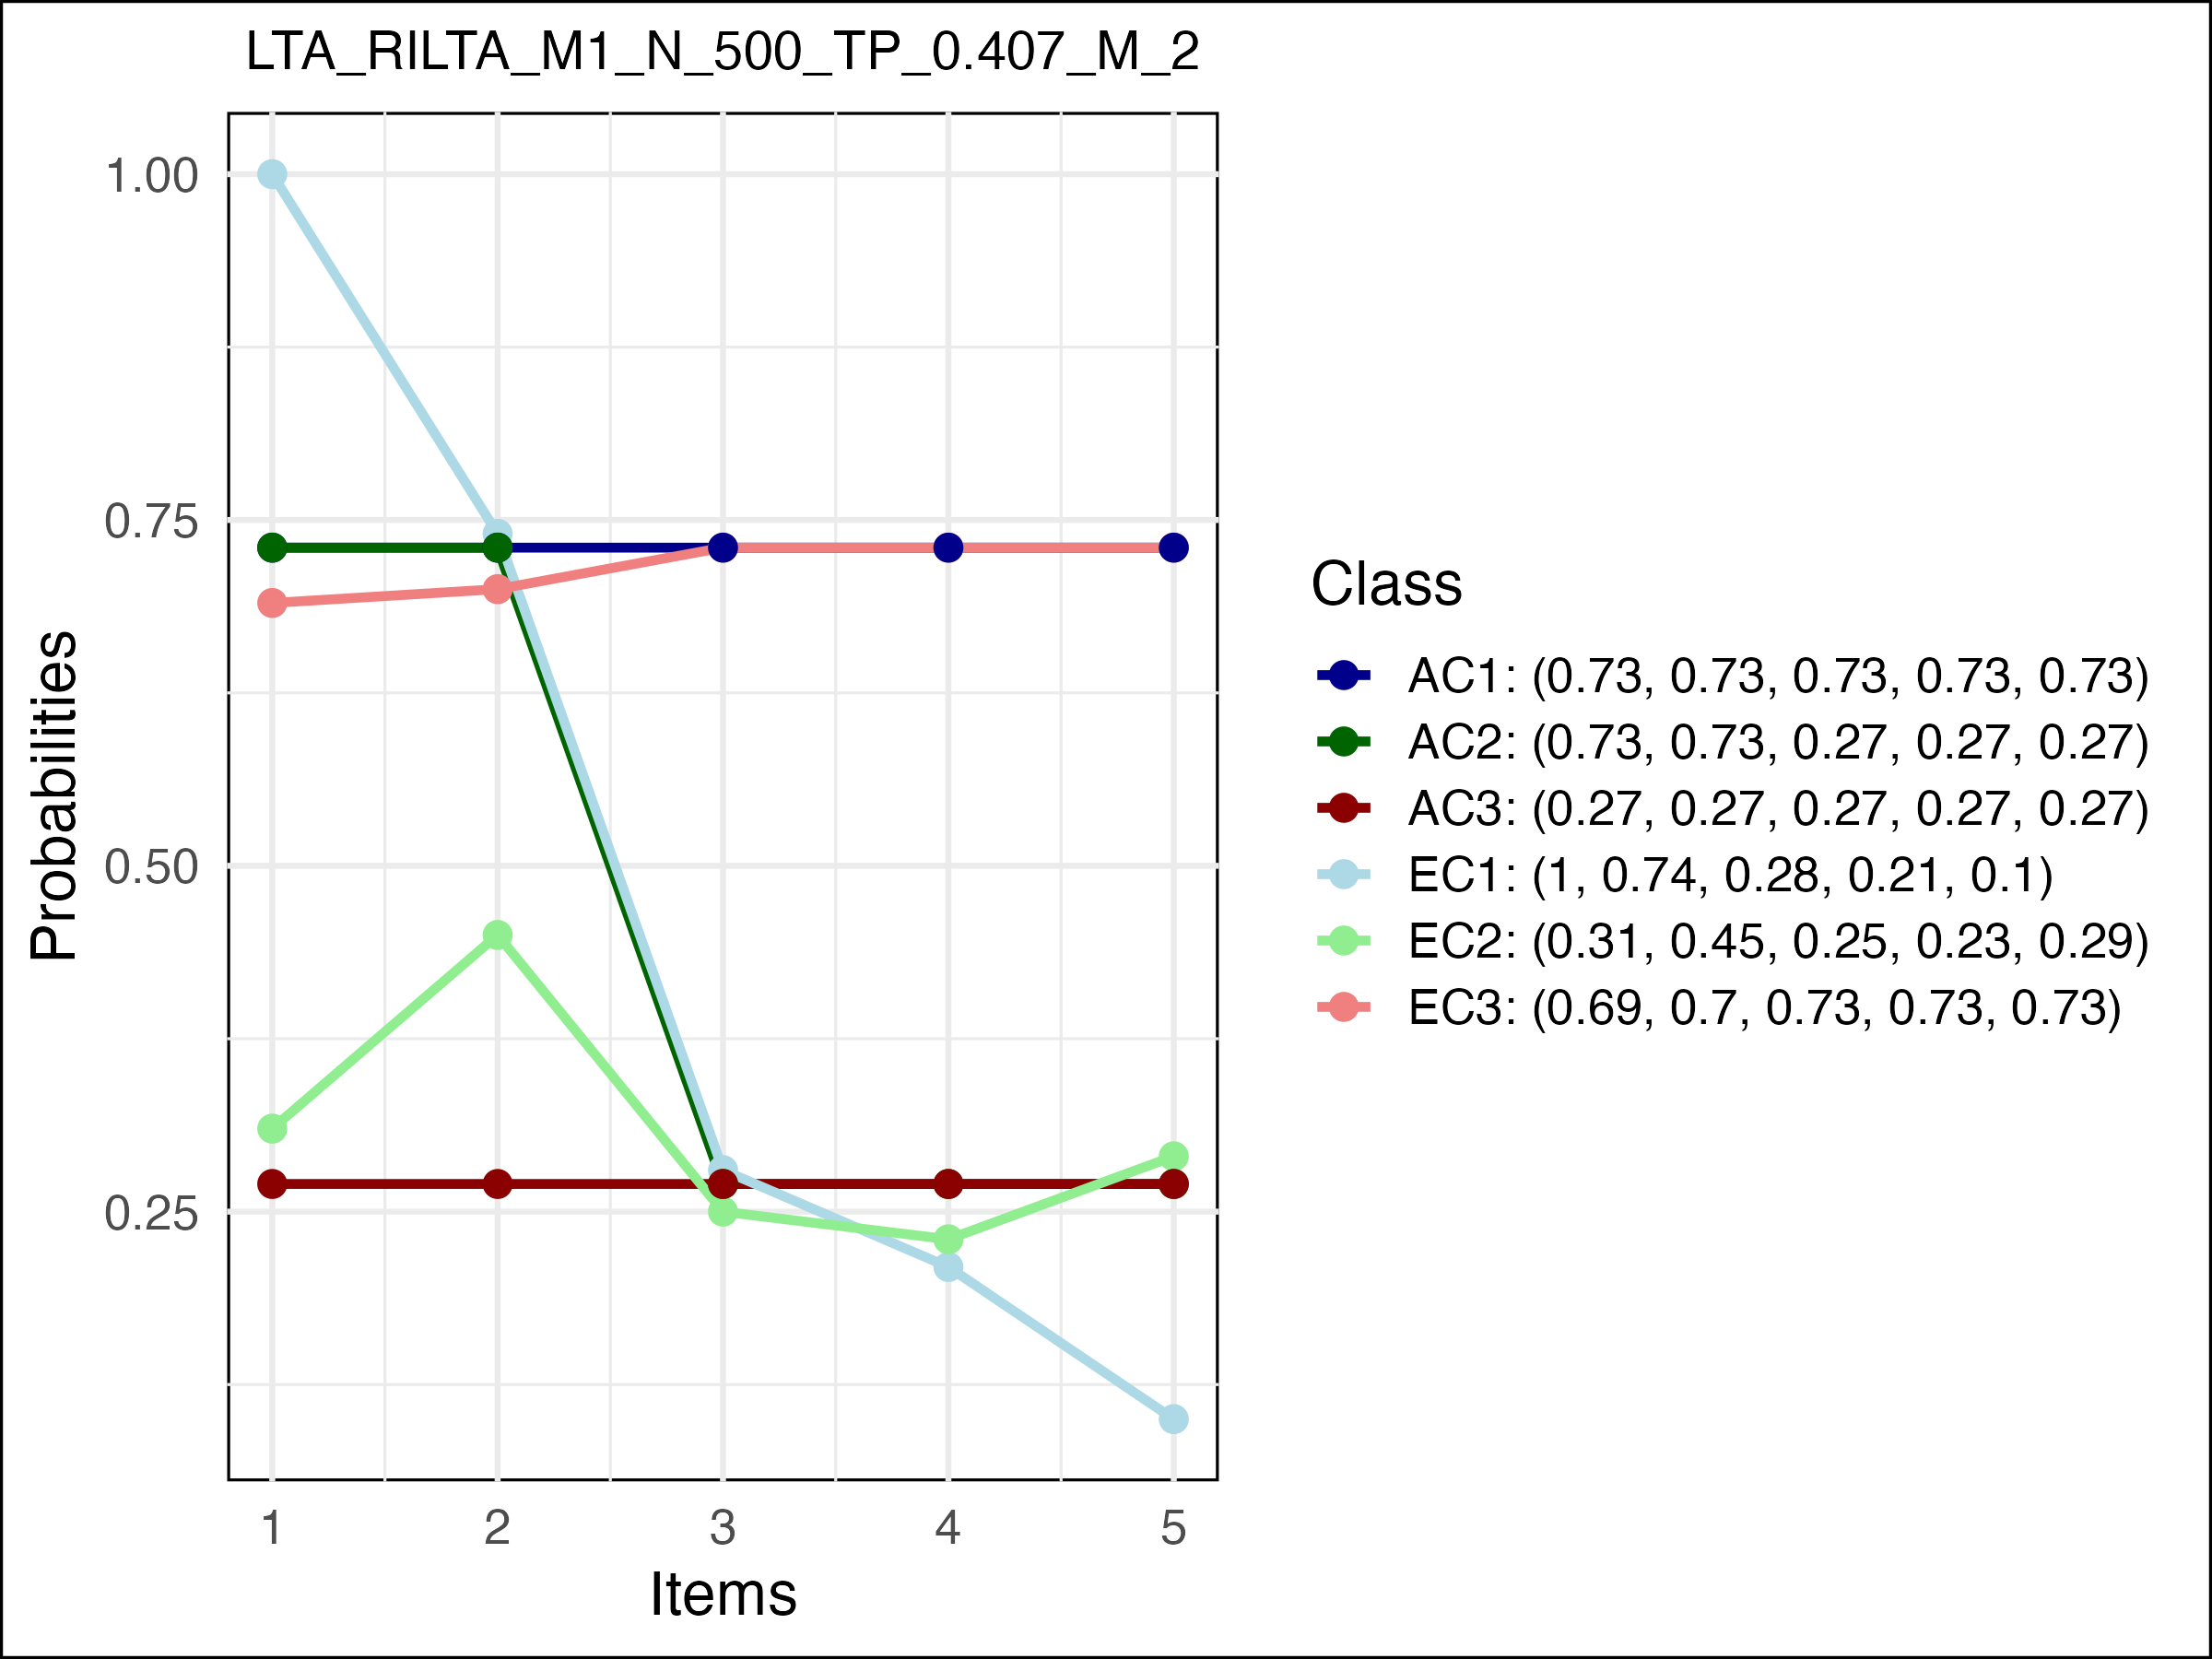 LTA_RILTA_M1_N_500_TP_0.407_M_2
1.00
0.75
0.50
0.25
Probabilities
1 2 3 4 5
Items
Class
AC1: (0.73, 0.73, 0.73, 0.73, 0.73)
AC2: (0.73, 0.73, 0.27, 0.27, 0.27)
AC3: (0.27, 0.27, 0.27, 0.27, 0.27)
EC1: (1, 0.74, 0.28, 0.21, 0.1)
EC2: (0.31, 0.45, 0.25, 0.23, 0.29)
EC3: (0.69, 0.7, 0.73, 0.73, 0.73)